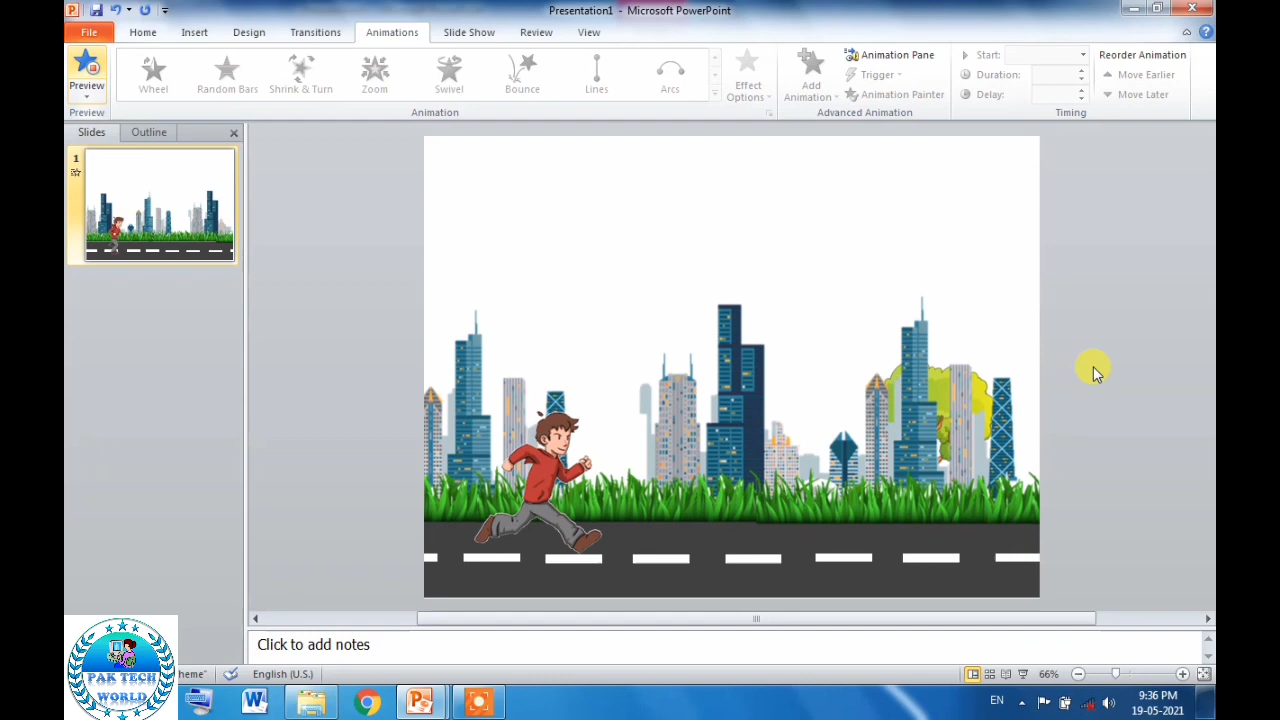 Presentation1 - Microsoft PowerPoint
File Home Insert Design Transitions Animations Slide Show Review View
Preview
Wheel Random Bars Shrink & Turn Zoom Swivel Bounce Lines Arcs
Effect Options
Add Animation
Animation Pane
Trigger
Animation Painter
Start:
Duration:
Delay:
Reorder Animation
Move Earlier
Move Later
Preview Animation Advanced Animation Timing
Slides Outline
1
Click to add notes
heme" English (U.S.) 66%
PAK TECH
WORLD
EN
9:36 PM
19-05-2021